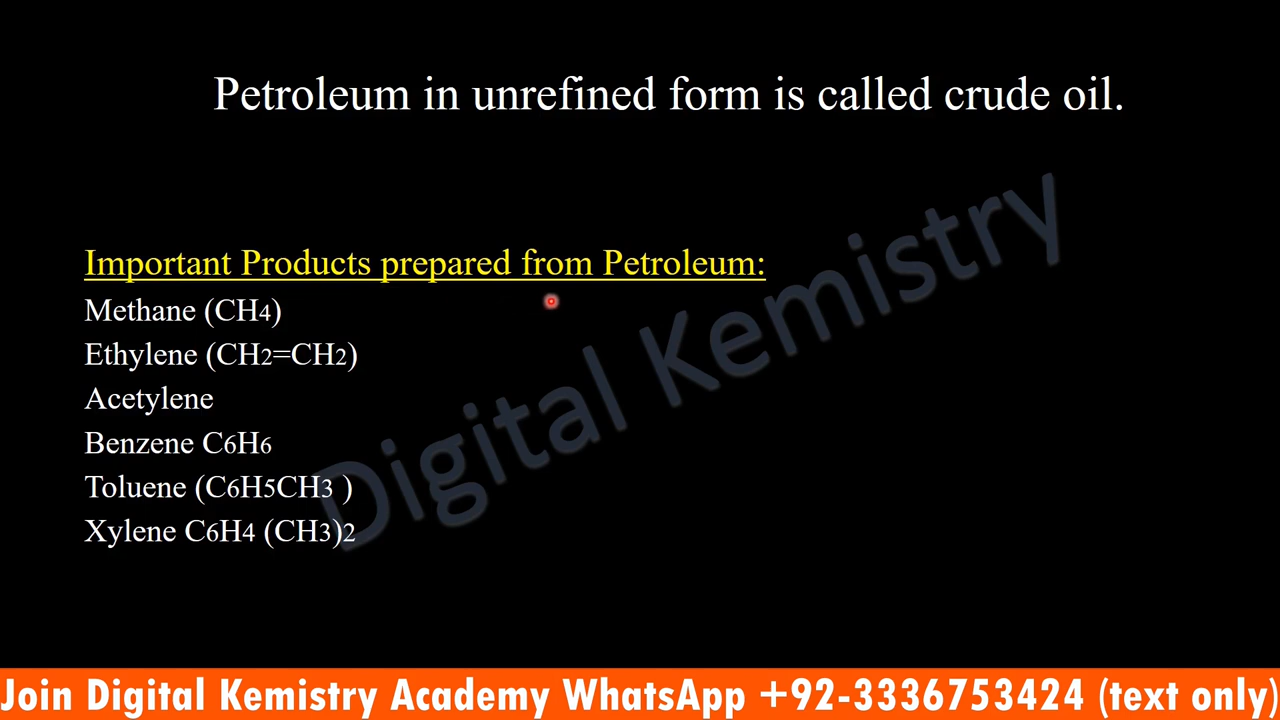 Petroleum in unrefined form is called crude oil.
Important Products prepared from Petroleum:
Methane (CH4)
Ethylene (CH2=CH2)
Acetylene
Benzene C6H6
Toluene (C6H5CH3 )
Xylene C6H4 (CH3)2
Digital Kemistry
Join Digital Kemistry Academy WhatsApp +92-3336753424 (text only)